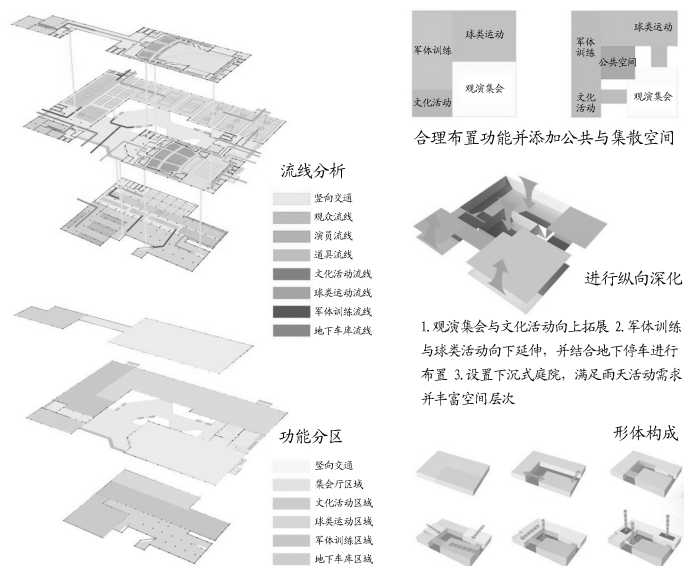 军体训练
球类运动
文化活动
观演集会
军体
训练
球类运动
公共空间
文化
活动
观演集会
合理布置功能并添加公共与集散空间
流线分析
竖向交通
观众流线
演员流线
道具流线
文化活动流线
球类运动流线
军体训练流线
地下车库流线
进行纵向深化
1. 观演集会与文化活动向上拓展 2. 军体训练
与球类活动向下延伸，并结合地下停车进行
布置 3. 设置下沉式庭院，满足雨天活动需求
并丰富空间层次
功能分区
竖向交通
集会厅区域
文化活动区域
球类运动区域
军体训练区域
地下车库区域
形体构成